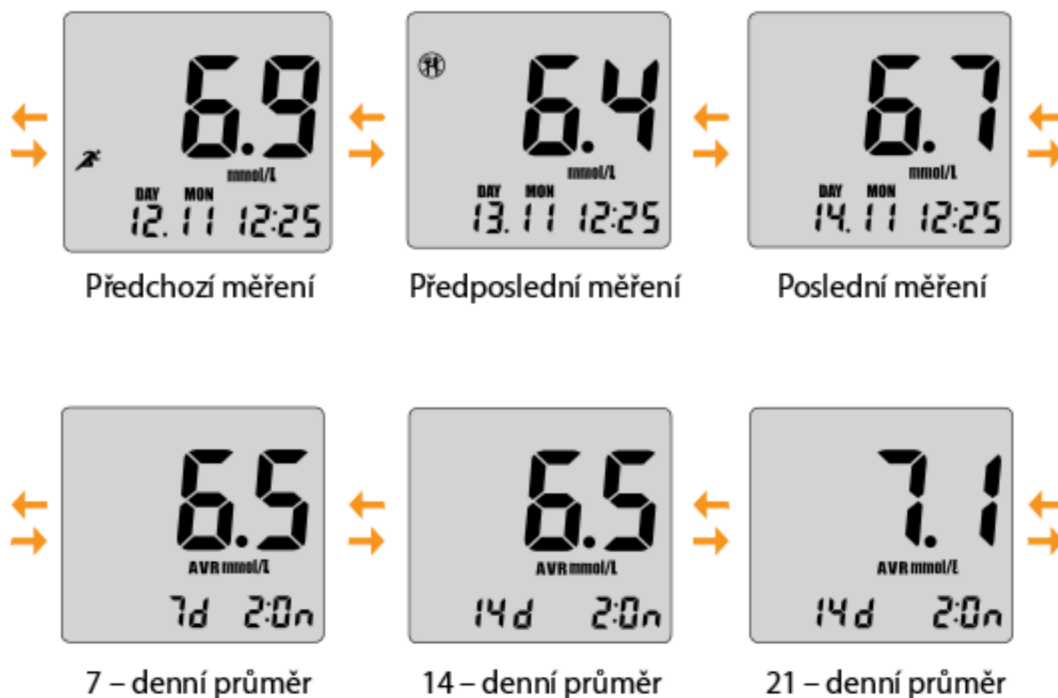 6.9
mmol/L
DAY MON
12.11 12:25
Předchozí měření
6.4
mmol/L
DAY MON
13.11 12:25
Předposlední měření
6.7
mmol/L
DAY MON
14.11 12:25
Poslední měření
6.5
AVR mmol/L
7d 2:0n
7 – denní průměr
6.5
AVR mmol/L
14d 2:0n
14 – denní průměr
7.1
AVR mmol/L
14d 2:0n
21 – denní průměr